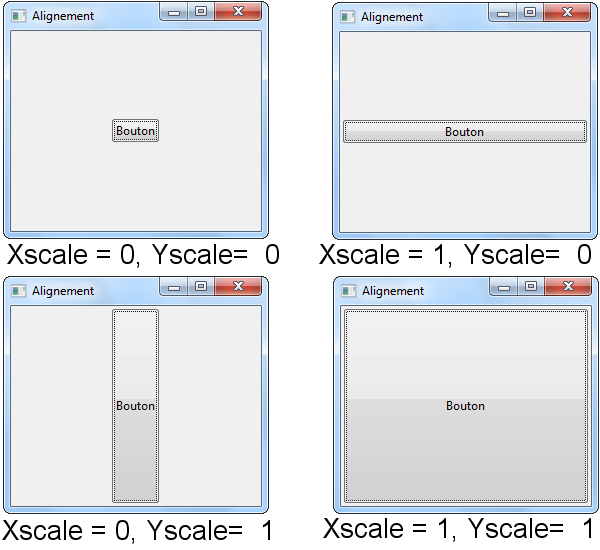 Alignement
Alignement
Bouton
Bouton
Xscale = 0, Yscale= 0
Xscale = 1, Yscale= 0
Alignement
Alignement
Bouton
Bouton
Xscale = 0, Yscale= 1
Xscale = 1, Yscale= 1